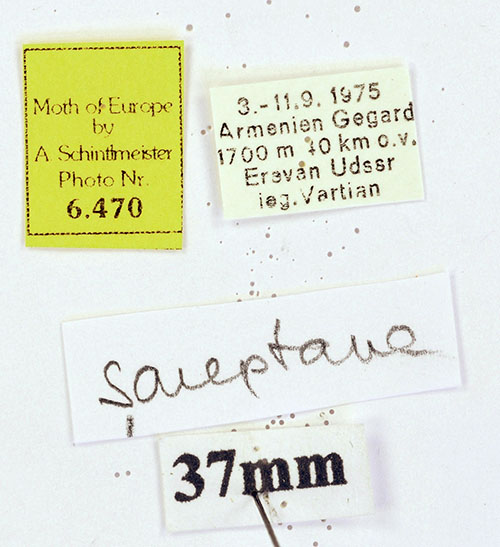 Moth of Europe
by
A. Schintlmeister
Photo Nr.
6.470
3.-11.9. 1975
Armenien Gegard
1700 m 40 km o.v.
Erevan Udssr
leg. Vartian
sareptana
37mm